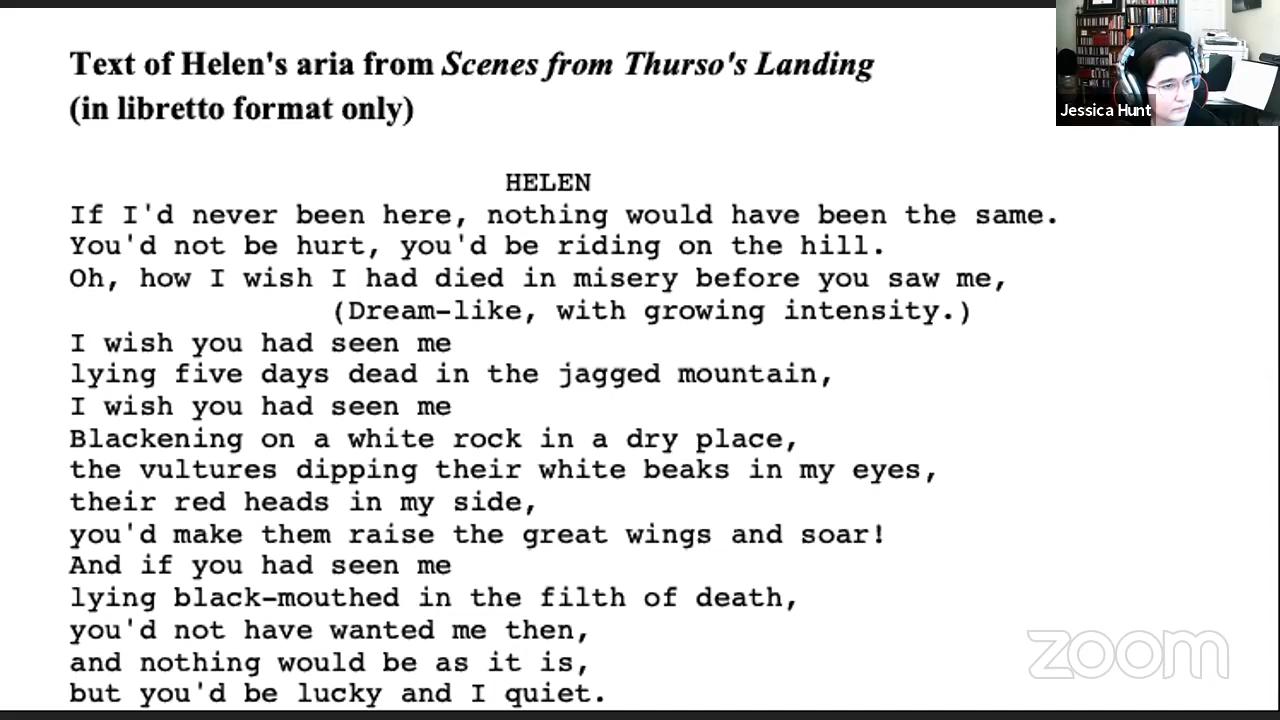 Text of Helen's aria from Scenes from Thurso's Landing
(in libretto format only)
Jessica Hunt
HELEN
If I'd never been here, nothing would have been the same.
You'd not be hurt, you'd be riding on the hill.
Oh, how I wish I had died in misery before you saw me,
(Dream-like, with growing intensity.)
I wish you had seen me
lying five days dead in the jagged mountain,
I wish you had seen me
Blackening on a white rock in a dry place,
the vultures dipping their white beaks in my eyes,
their red heads in my side,
you'd make them raise the great wings and soar!
And if you had seen me
lying black-mouthed in the filth of death,
you'd not have wanted me then,
and nothing would be as it is,
but you'd be lucky and I quiet.
zoom